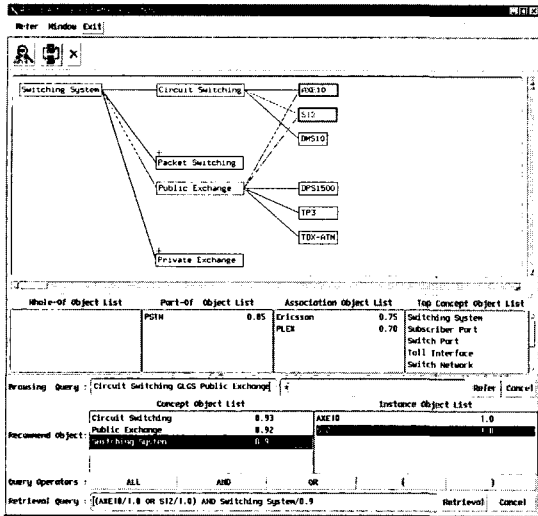 Refer Window Exit
Switching System
Circuit Switching
AXE10
S12
DMS10
+
Packet Switching
Public Exchange
DPS1500
TP3
TDX-ATM
+
Private Exchange
Whole-Of Object List Part-Of Object List Association Object List Top Concept Object List
PSTN 0.85
Ericsson 0.75
PLEX 0.70
Switching System
Subscriber Part
Switch Port
Toll Interface
Switch Network
Browsing Query : Circuit Switching GLCS Public Exchange Refer Cancel
Concept Object List Instance Object List
Recommend Object:
Circuit Switching 0.93
Public Exchange 0.92
Switching System 0.9
AXE10 1.0
1.0
Query Operators : ALL AND OR ( )
Retrieval Query : (AXE10/1.0 OR S12/1.0) AND Switching System/0.9 Retrieval Cancel